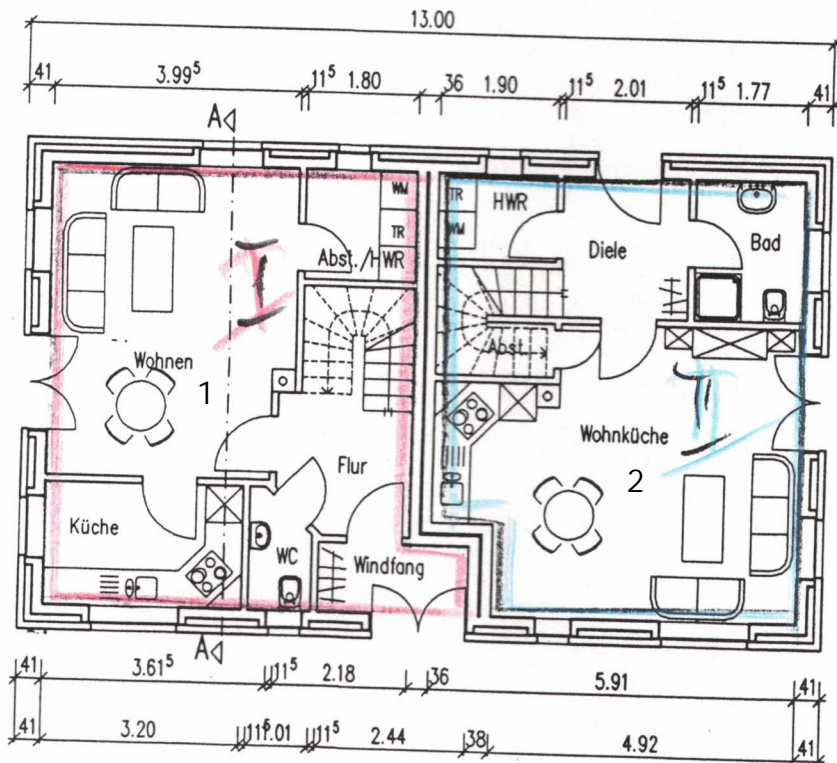 13.00
41 3.99⁵ 11⁵ 1.80 36 1.90 11⁵ 2.01 11⁵ 1.77 41
A
WM
TR
Abst./HWR
I
TR
WM
HWR
Diele
Bad
Abst.
Wohnen
1
Wohnküche
2
Flur
Küche
WC
Windfang
A
41 3.61⁵ 11⁵ 2.18 36 5.91 41
41 3.20 11⁵ 1.01 11⁵ 2.44 38 4.92 41